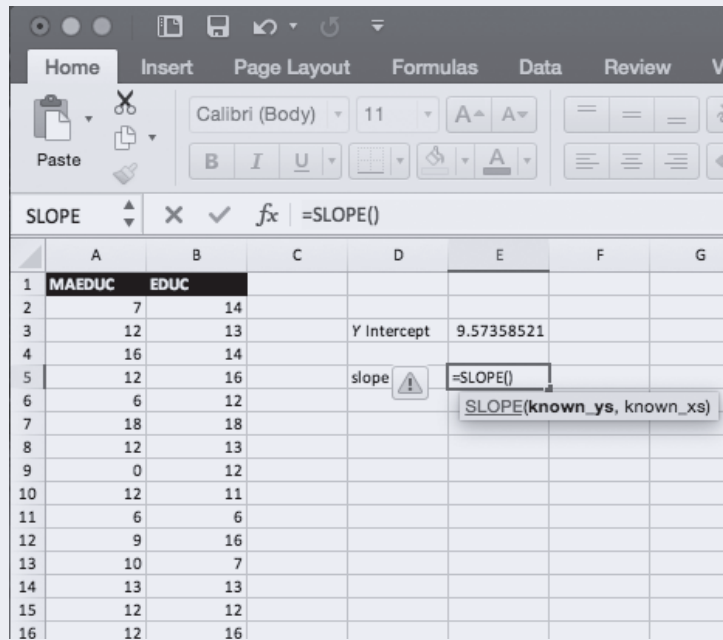 Home Insert Page Layout Formulas Data Review
Calibri (Body) 11 A A
Paste
B I U A
SLOPE fx =SLOPE()
A B C D E F G
1 MAEDUC EDUC
2 7 14
3 12 13 Y Intercept 9.57358521
4 16 14
5 12 16 slope =SLOPE()
6 6 12 SLOPE(known_ys, known_xs)
7 18 18
8 12 13
9 0 12
10 12 11
11 6 6
12 9 16
13 10 7
14 13 13
15 12 12
16 12 16